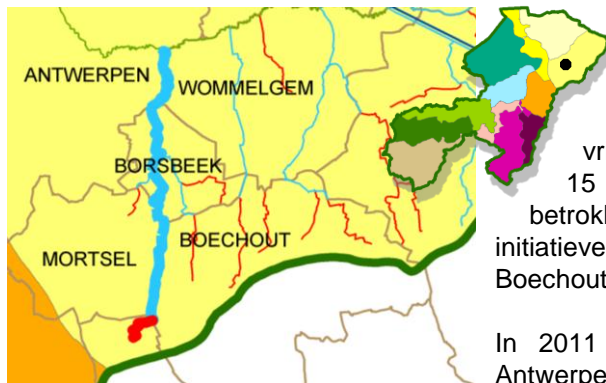 ANTWERPEN
WOMMELGEM
BORSBEEK
BOECHOUT
MORTSEL
vr
15
betrokk
initiatieve
Boechout
In 2011
Antwerpe